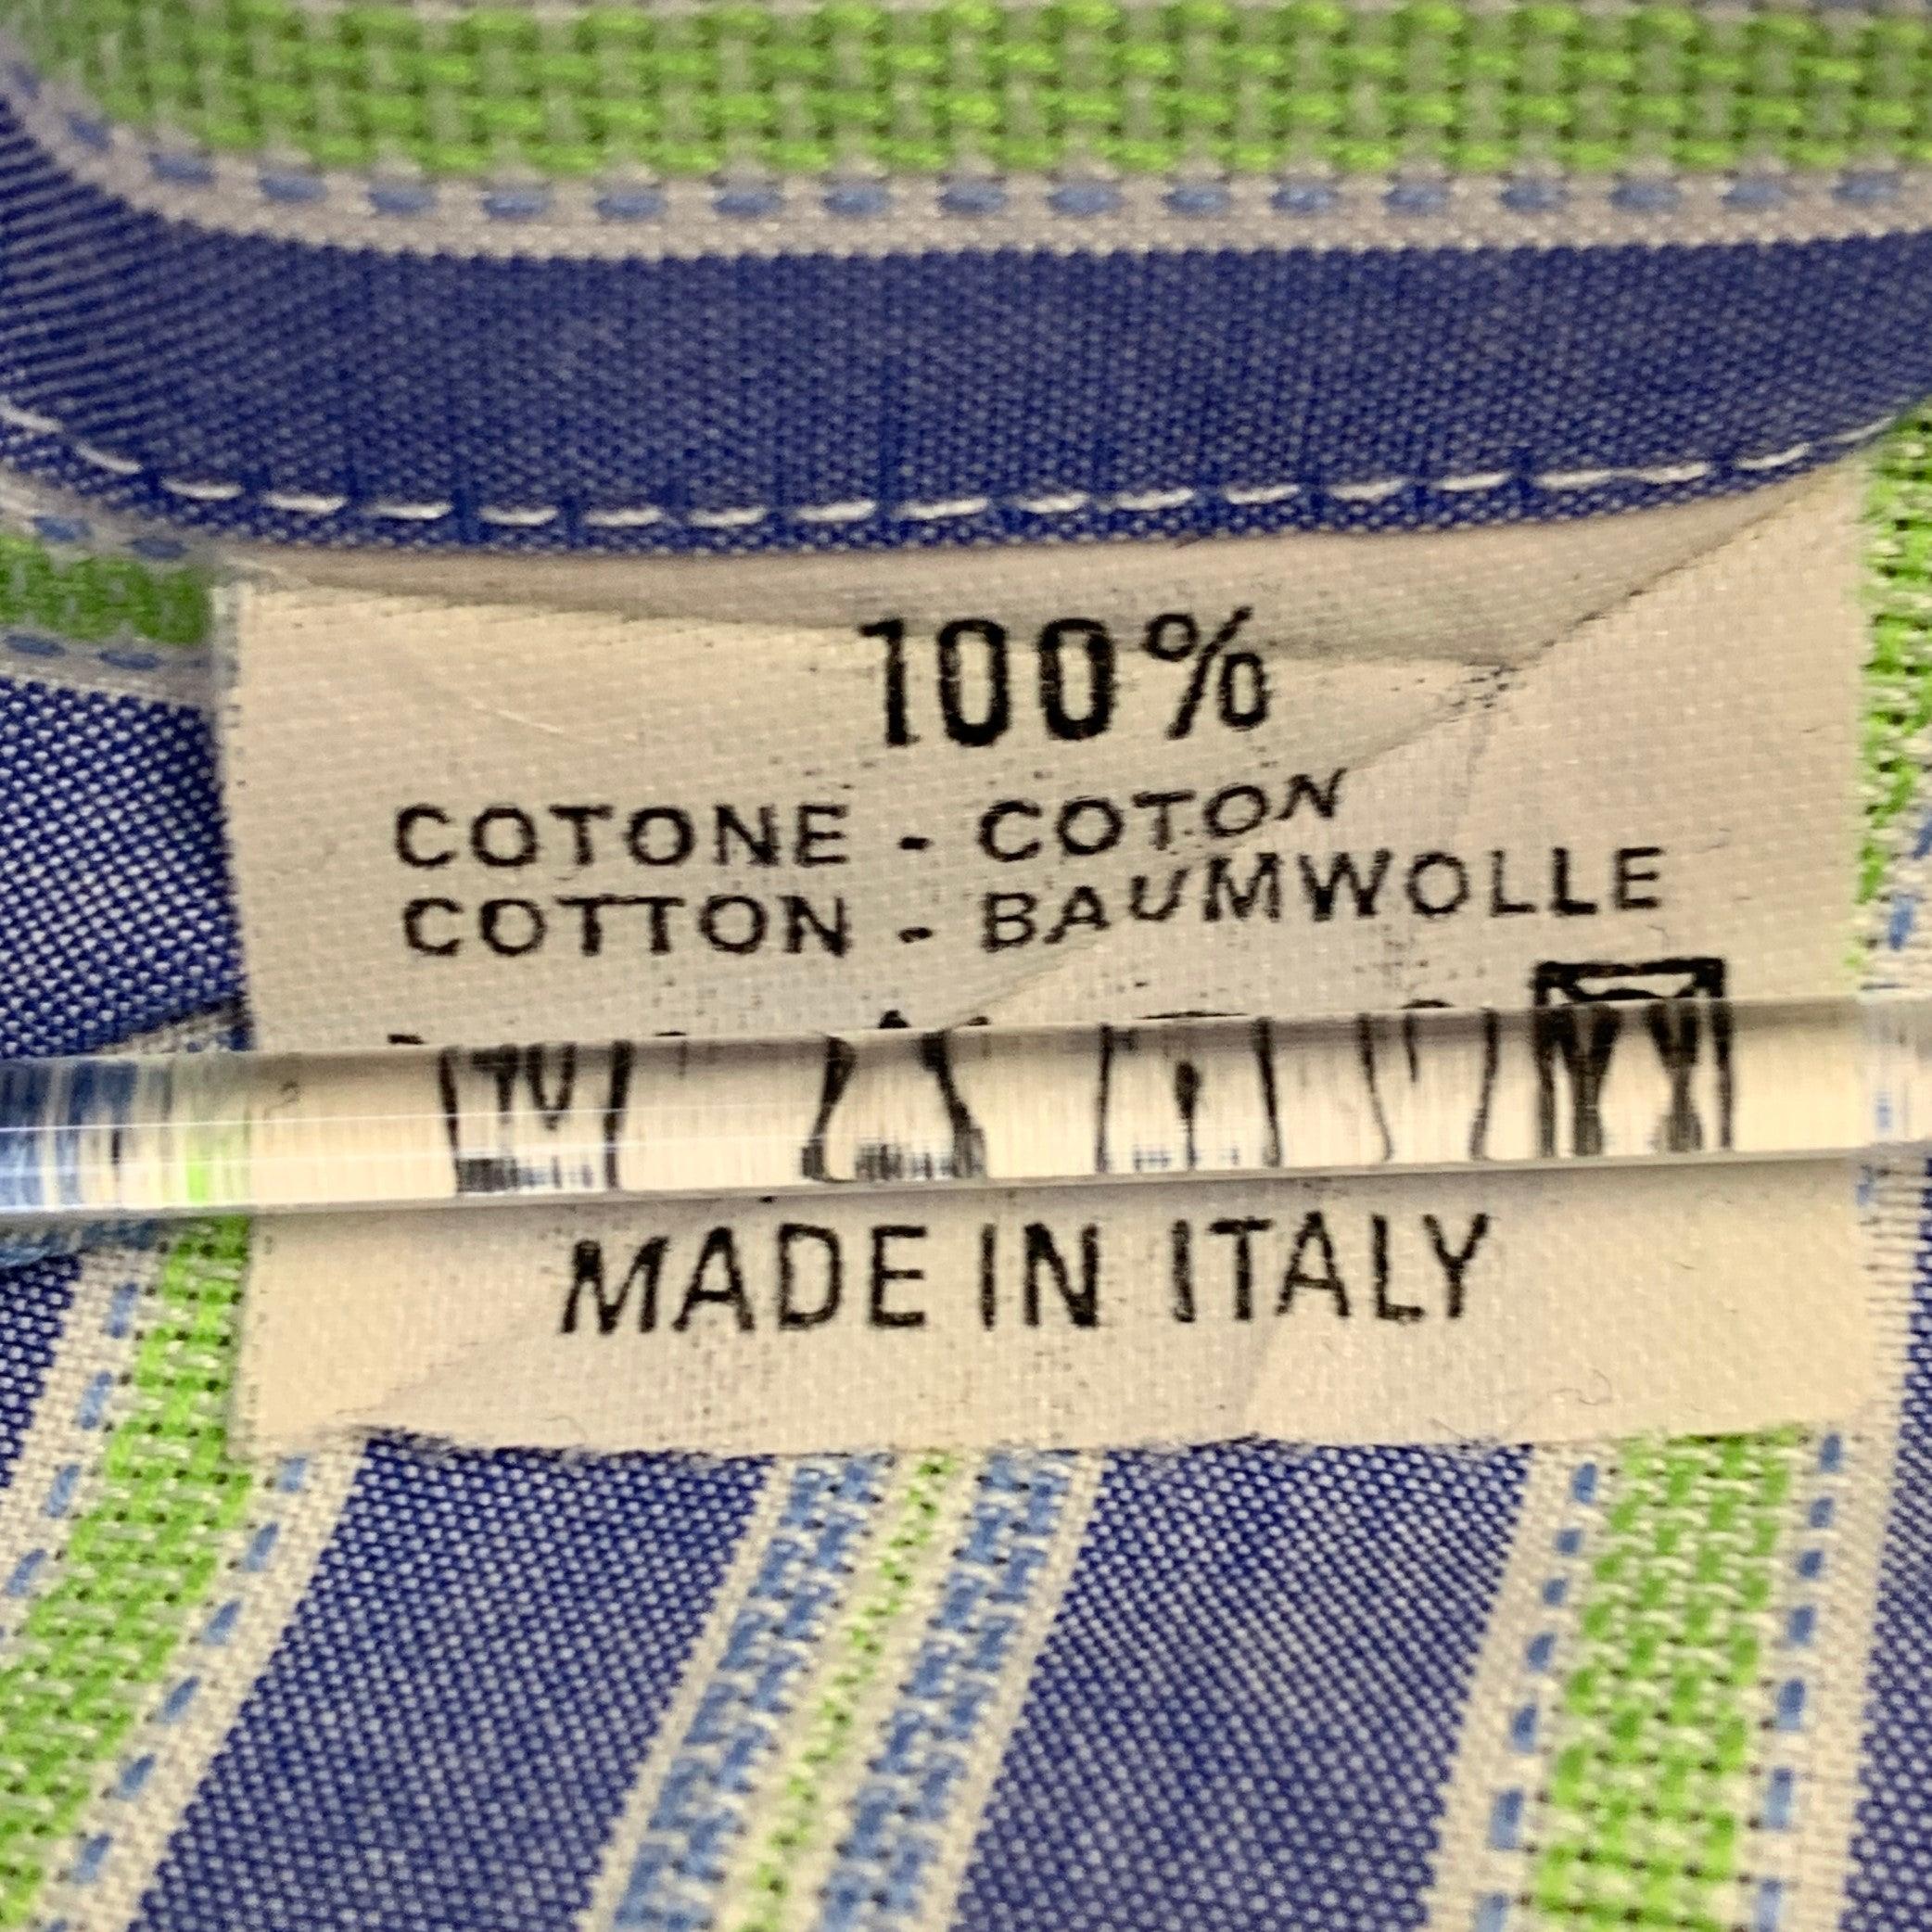 100%
COTONE - COTON
COTTON - BAUMWOLLE
MADE IN ITALY